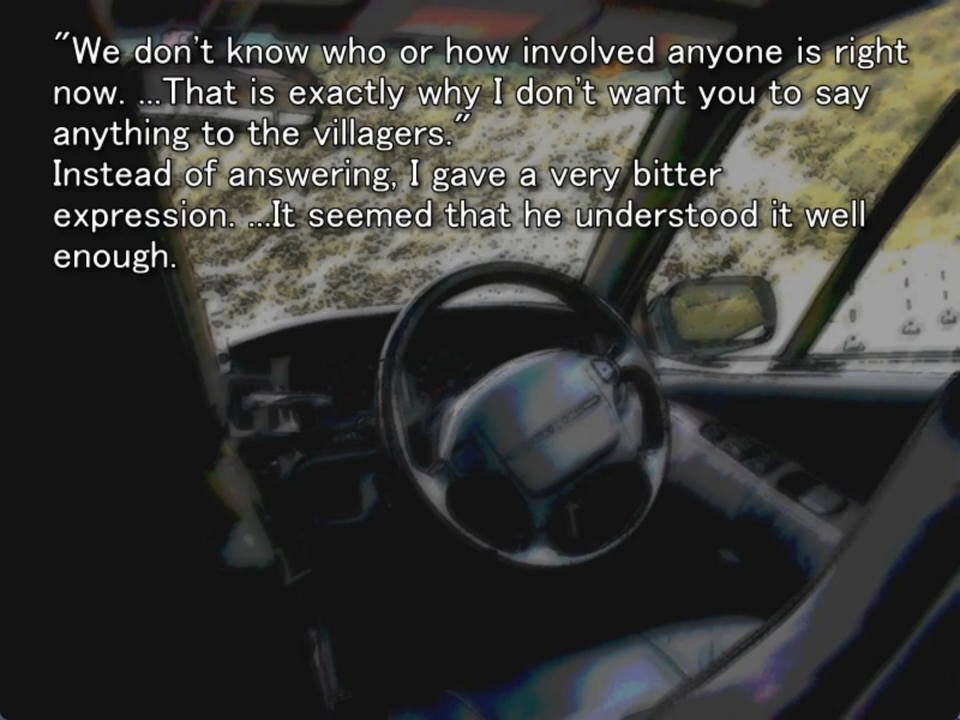 "We don't know who or how involved anyone is right
now. ...That is exactly why I don't want you to say
anything to the villagers."
Instead of answering, I gave a very bitter
expression. ...It seemed that he understood it well
enough.